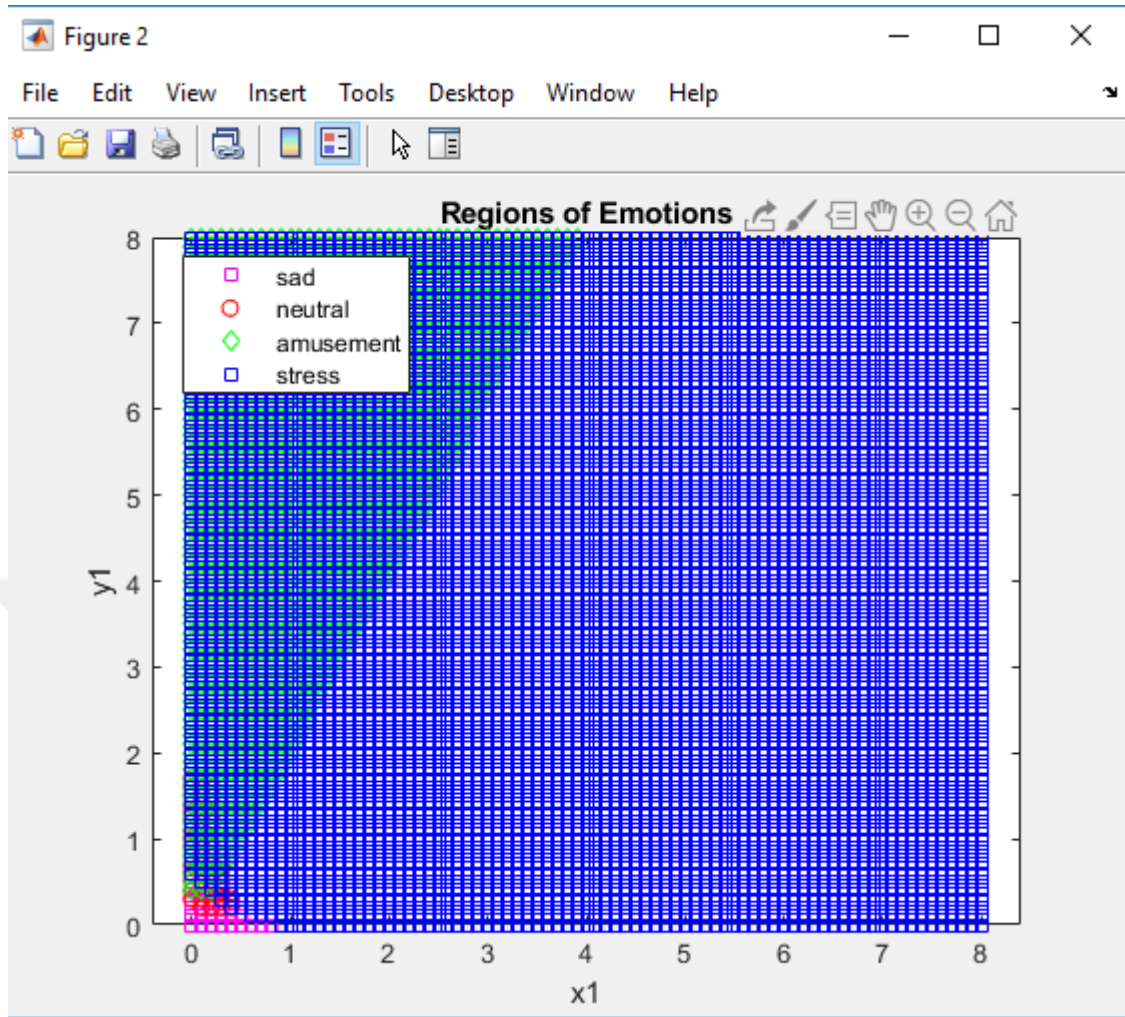 Figure 2
File Edit View Insert Tools Desktop Window Help
Regions of Emotions
8
7
6
5
4
3
2
1
0
y1
sad
neutral
amusement
stress
0 1 2 3 4 5 6 7 8
x1